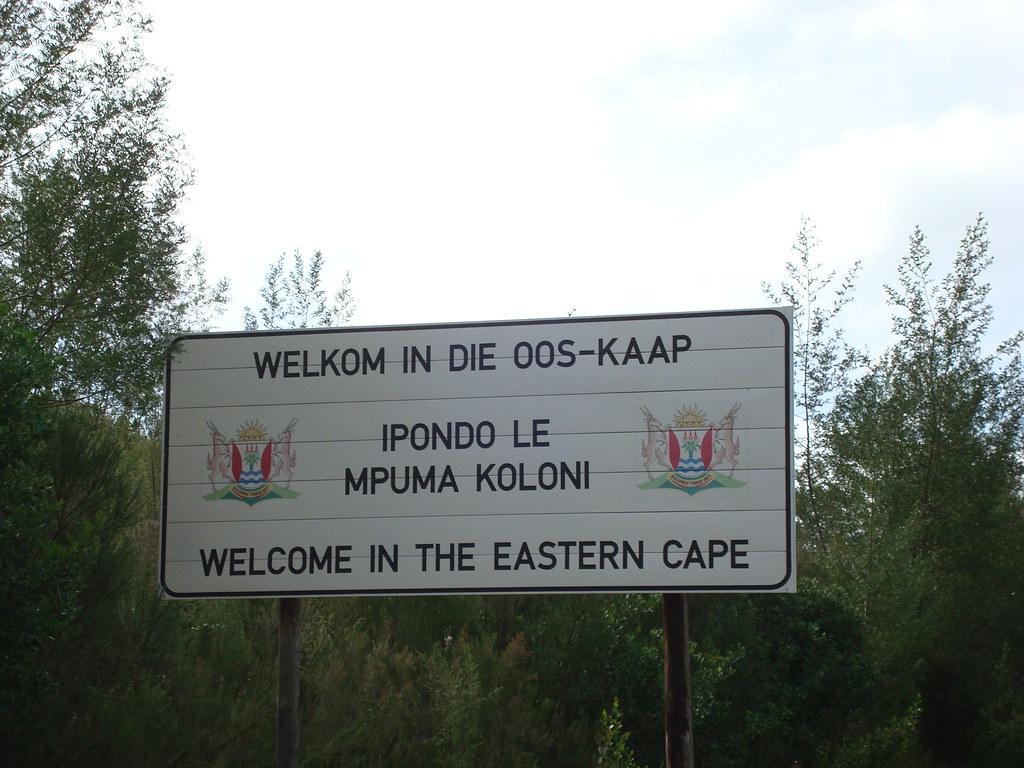 WELKOM IN DIE OOS-KAAP
IPONDO LE
MPUMA KOLONI
WELCOME IN THE EASTERN CAPE